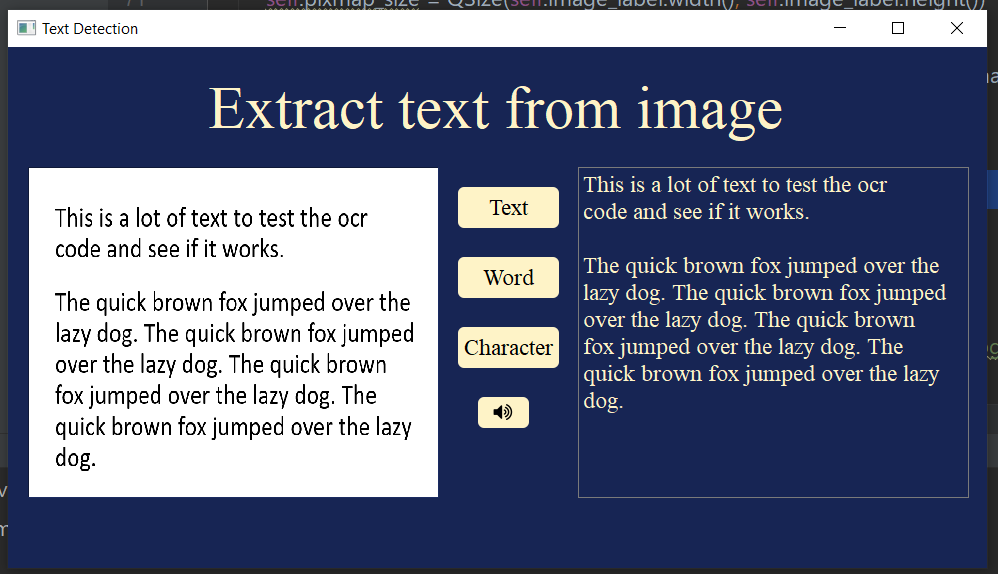 self.pixmap_size = QSize(self.image_label.width(), self.image_label.height())
Text Detection
Extract text from image
This is a lot of text to test the ocr
code and see if it works.
The quick brown fox jumped over the
lazy dog. The quick brown fox jumped
over the lazy dog. The quick brown
fox jumped over the lazy dog. The
quick brown fox jumped over the lazy
dog.
Text
Word
Character
This is a lot of text to test the ocr
code and see if it works.
The quick brown fox jumped over the
lazy dog. The quick brown fox jumped
over the lazy dog. The quick brown
fox jumped over the lazy dog. The
quick brown fox jumped over the lazy
dog.